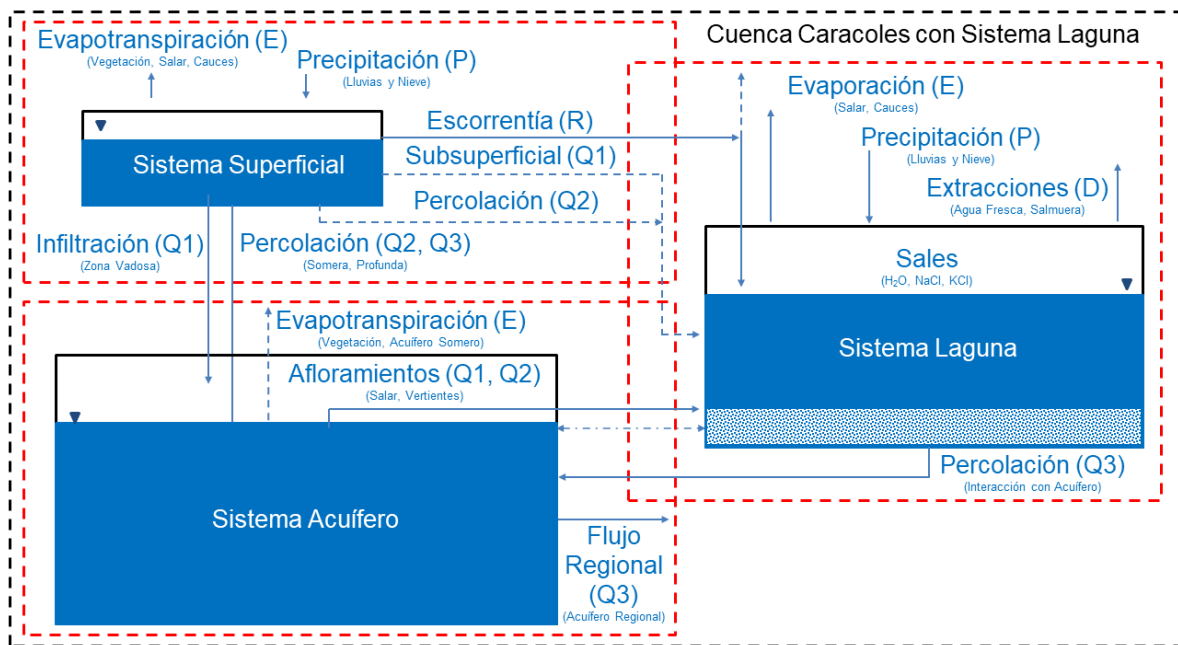 Cuenca Caracoles con Sistema Laguna
Evapotranspiración (E)
(Vegetación, Salar, Cauces)
Precipitación (P)
(Lluvias y Nieve)
Sistema Superficial
Escorrentía (R)
Subsuperficial (Q1)
Percolación (Q2)
Infiltración (Q1)
(Zona Vadosa)
Percolación (Q2, Q3)
(Somera, Profunda)
Evaporación (E)
(Salar, Cauces)
Precipitación (P)
(Lluvias y Nieve)
Extracciones (D)
(Agua Fresca, Salmuera)
Sales
(H₂O, NaCl, KCl)
Sistema Laguna
Percolación (Q3)
(Interacción con Acuífero)
Evapotranspiración (E)
(Vegetación, Acuífero Somero)
Afloramientos (Q1, Q2)
(Salar, Vertientes)
Sistema Acuífero
Flujo
Regional
(Q3)
(Acuífero Regional)